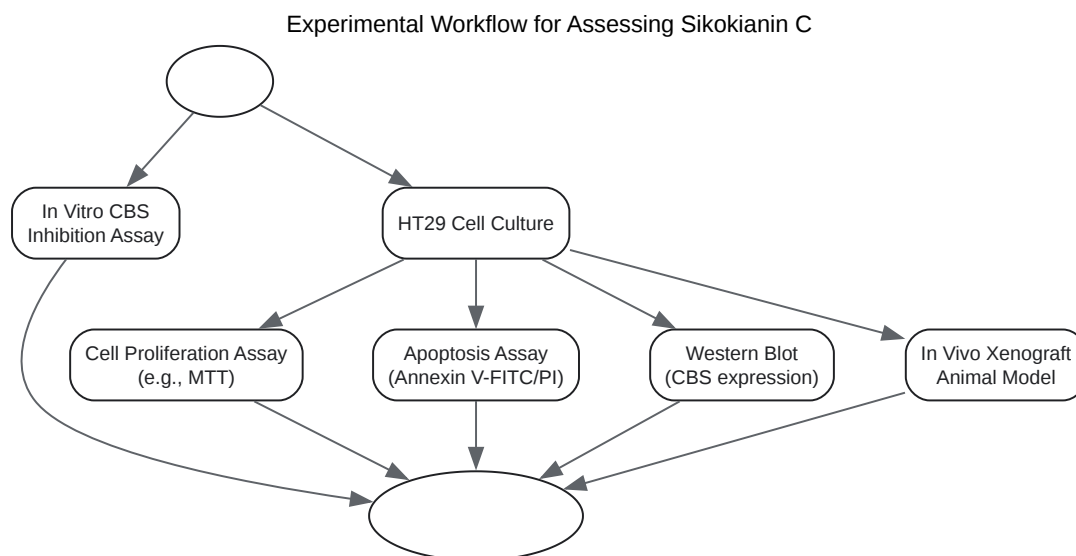 Experimental Workflow for Assessing Sikokianin C
In Vitro CBS
Inhibition Assay
HT29 Cell Culture
Cell Proliferation Assay
(e.g., MTT)
Apoptosis Assay
(Annexin V-FITC/PI)
Western Blot
(CBS expression)
In Vivo Xenograft
Animal Model